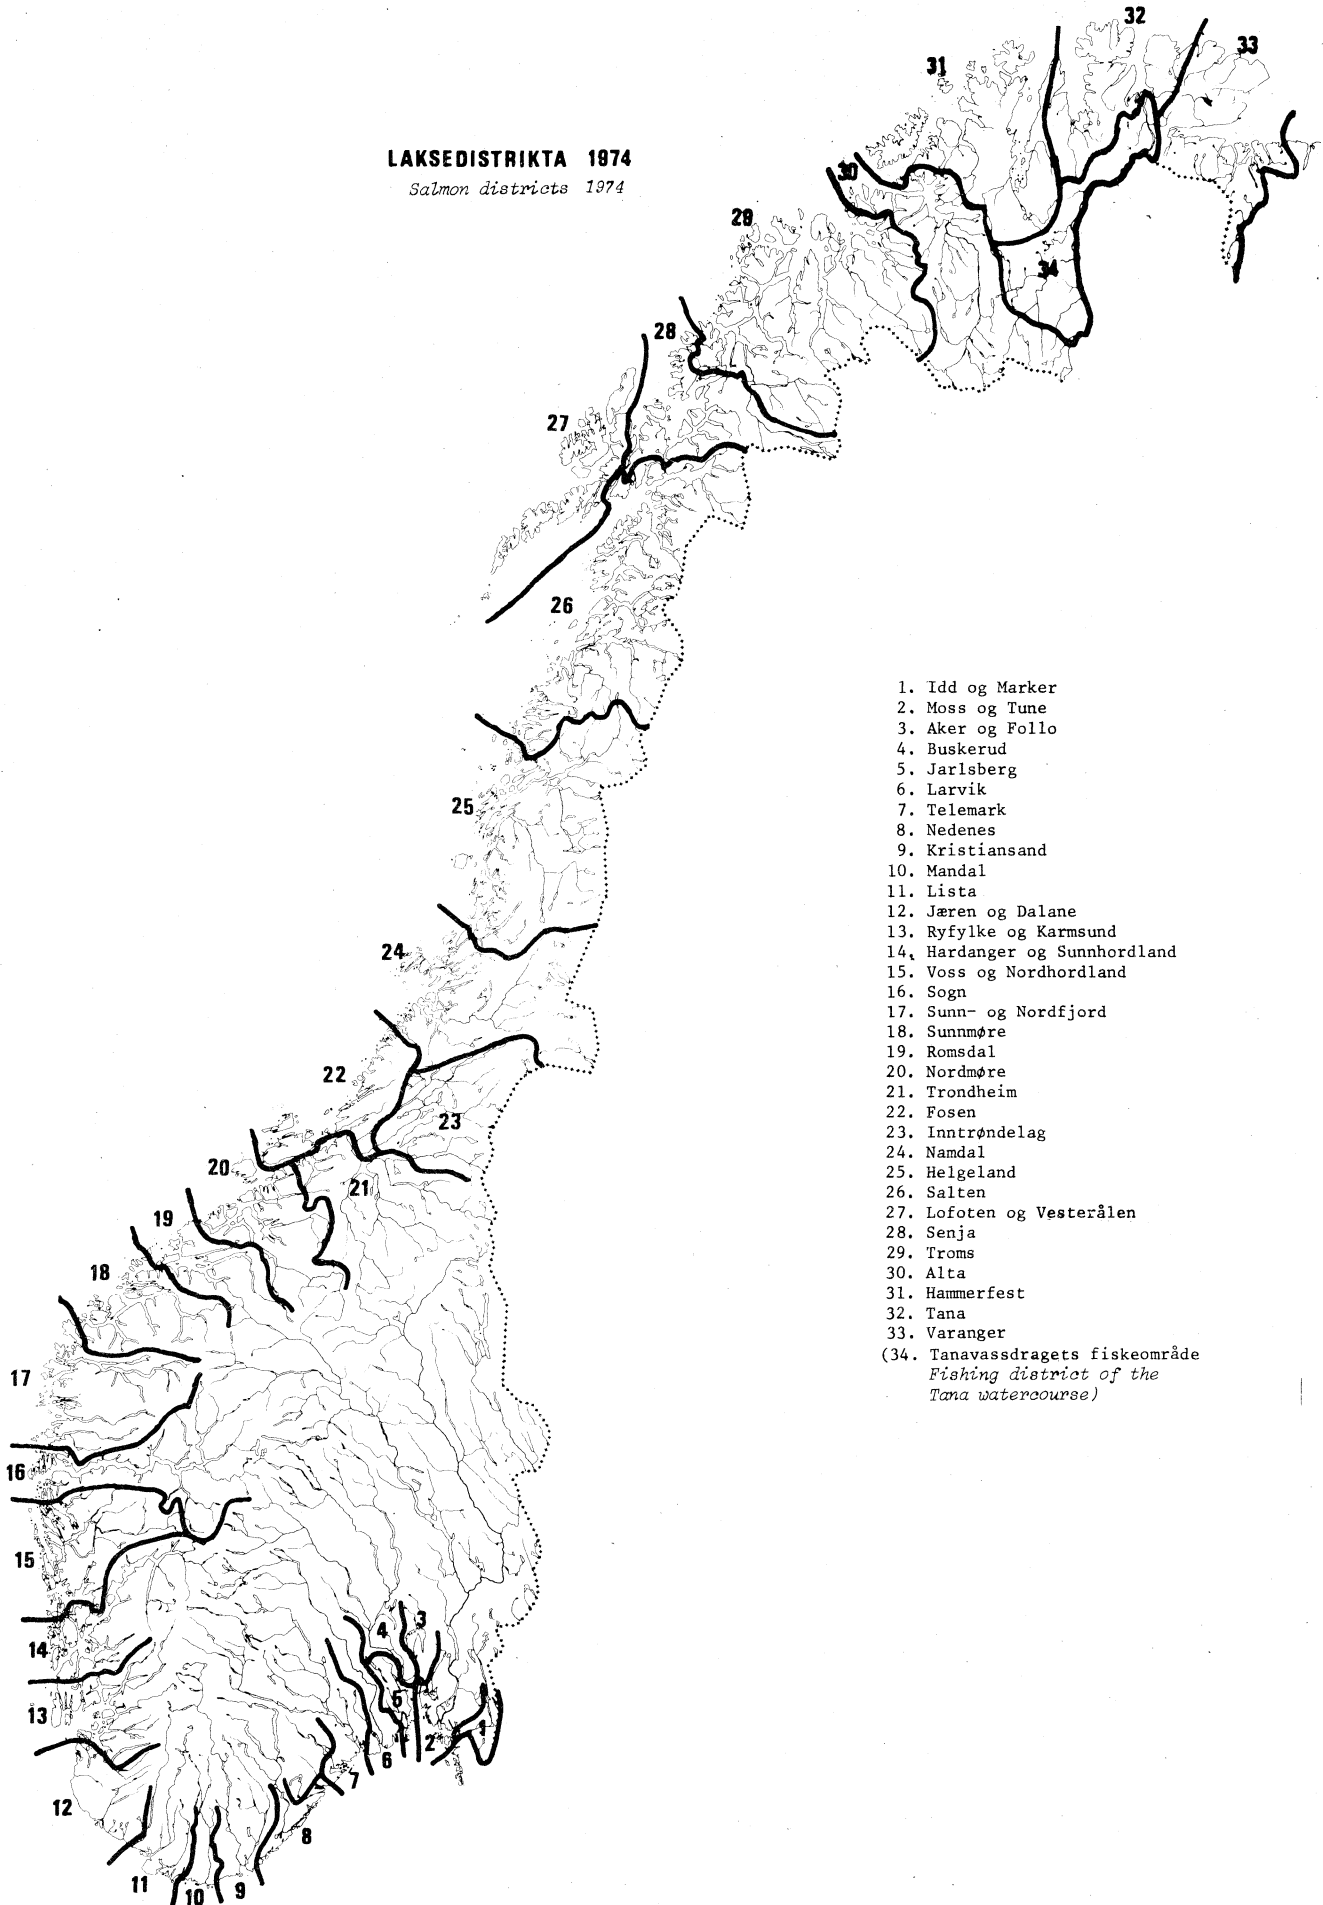 LAKSEDISTRIKTA 1974
Salmon districts 1974
32
33
31
30
29
34
28
27
26
25
24
22
23
20
21
19
18
17
16
15
14
13
12
11
10
9
8
7
6
5
4
3
2
1
1. Idd og Marker
2. Moss og Tune
3. Aker og Follo
4. Buskerud
5. Jarlsberg
6. Larvik
7. Telemark
8. Nedenes
9. Kristiansand
10. Mandal
11. Lista
12. Jæren og Dalane
13. Ryfylke og Karmsund
14. Hardanger og Sunnhordland
15. Voss og Nordhordland
16. Sogn
17. Sunn- og Nordfjord
18. Sunnmøre
19. Romsdal
20. Nordmøre
21. Trondheim
22. Fosen
23. Inntrøndelag
24. Namdal
25. Helgeland
26. Salten
27. Lofoten og Vesterålen
28. Senja
29. Troms
30. Alta
31. Hammerfest
32. Tana
33. Varanger
(34. Tanavassdragets fiskeområde
Fishing district of the
Tana watercourse)